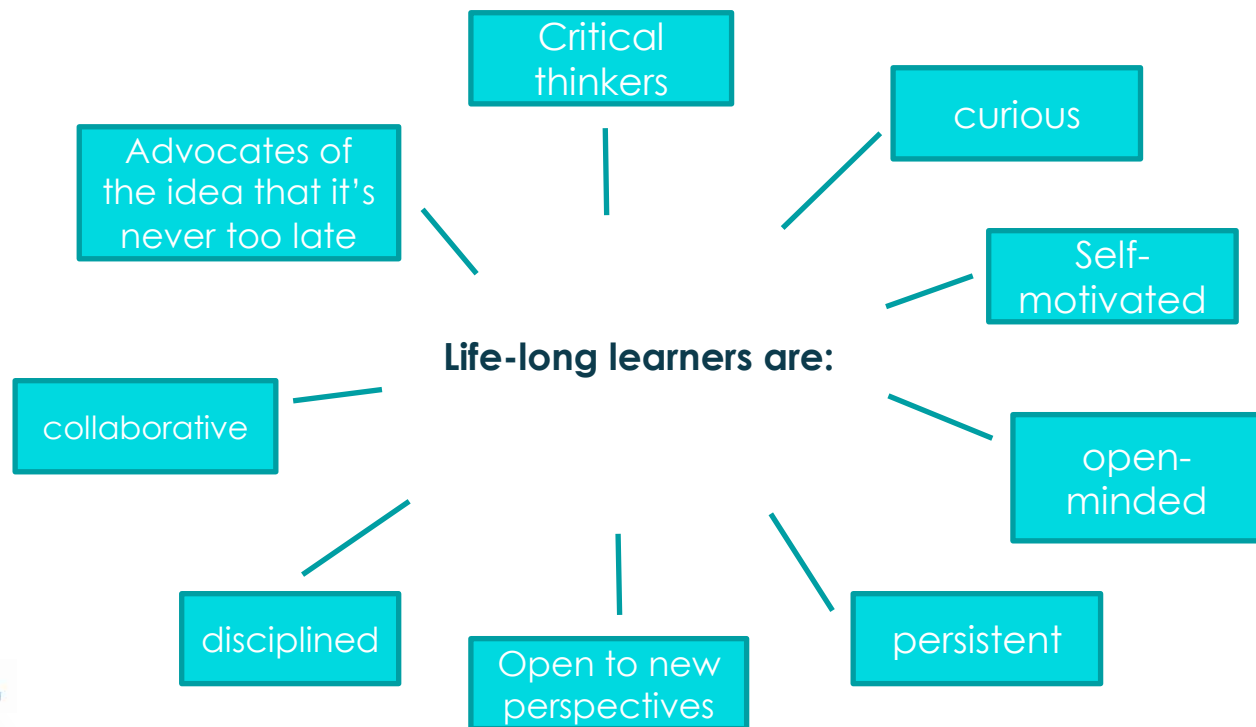 Critical
thinkers
curious
Advocates of
the idea that it’s
never too late
Self-
motivated
Life-long learners are:
collaborative
open-
minded
disciplined
persistent
Open to new
perspectives